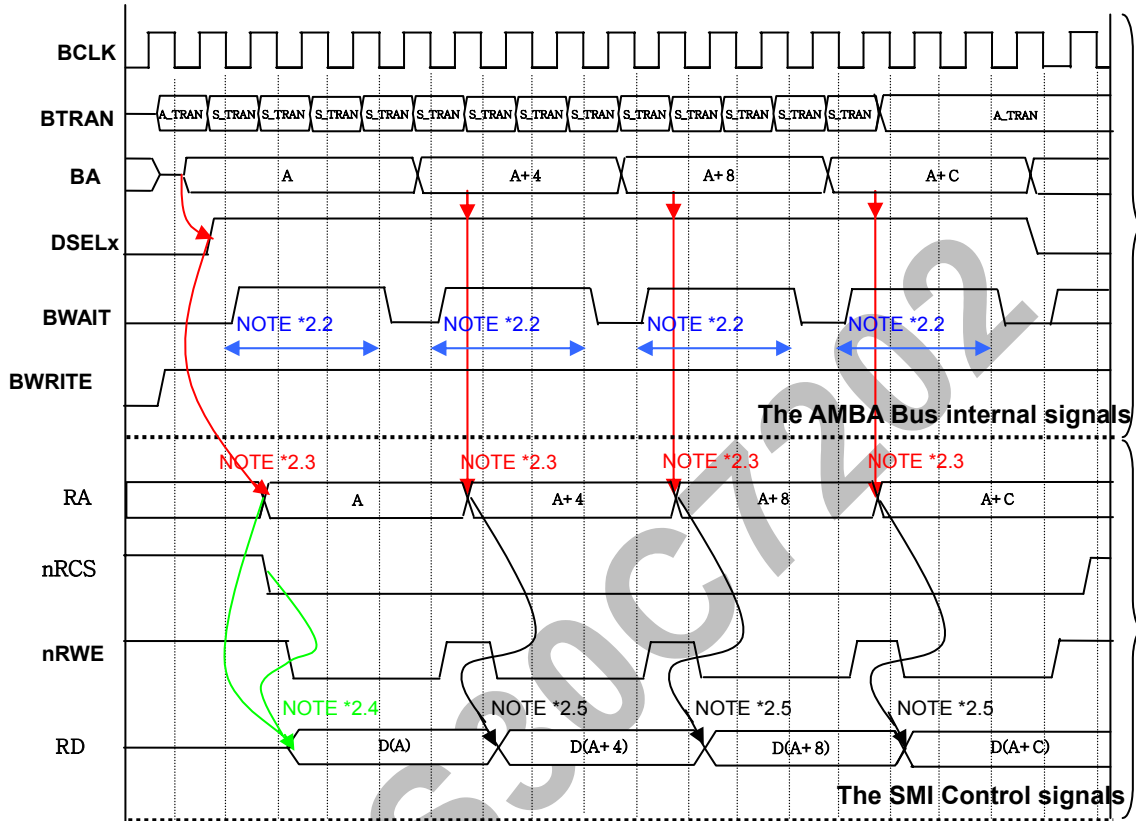 BCLK
BTRAN A_TRAN S_TRAN S_TRAN S_TRAN S_TRAN S_TRAN S_TRAN S_TRAN S_TRAN S_TRAN S_TRAN S_TRAN S_TRAN S_TRAN A_TRAN
BA A A+4 A+8 A+C
DSELx
BWAIT
NOTE *2.2 NOTE *2.2 NOTE *2.2 NOTE *2.2
BWRITE
The AMBA Bus internal signals
NOTE *2.3 NOTE *2.3 NOTE *2.3 NOTE *2.3
RA A A+4 A+8 A+C
nRCS
nRWE
NOTE *2.4 NOTE *2.5 NOTE *2.5 NOTE *2.5
RD D(A) D(A+4) D(A+8) D(A+C)
The SMI Control signals
S30C7202